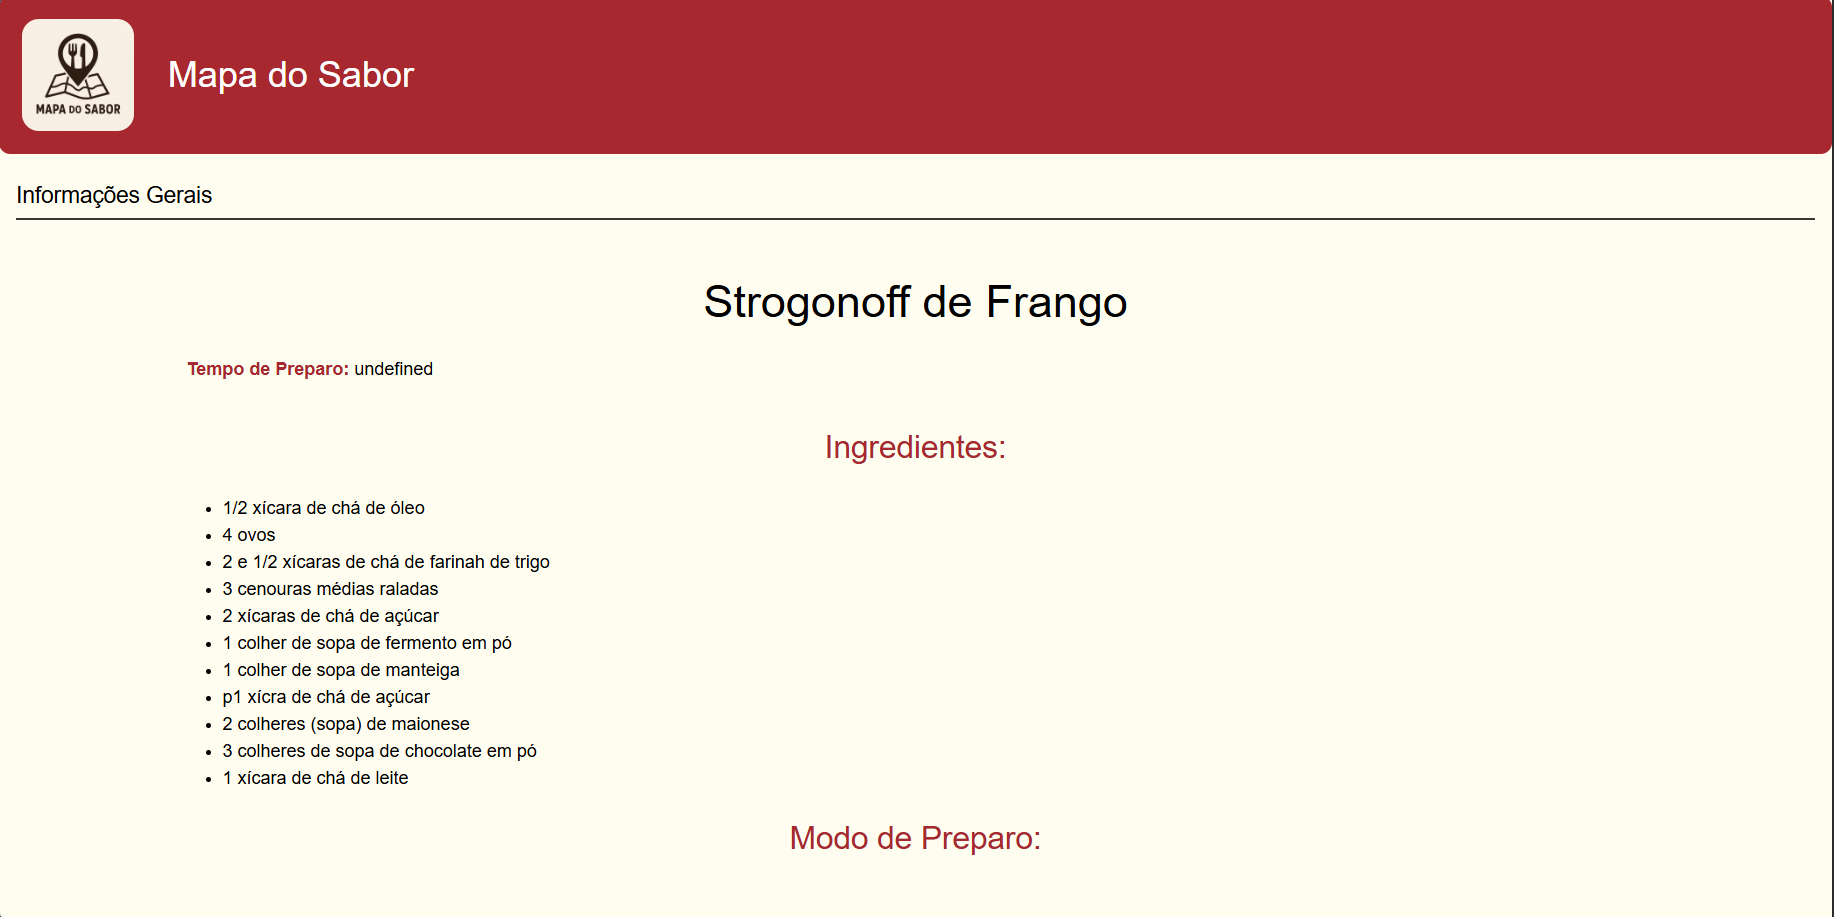 MAPA DO SABOR
Mapa do Sabor
Informações Gerais
Strogonoff de Frango
Tempo de Preparo: undefined
Ingredientes:
1/2 xícara de chá de óleo
4 ovos
2 e 1/2 xícaras de chá de farinah de trigo
3 cenouras médias raladas
2 xícaras de chá de açúcar
1 colher de sopa de fermento em pó
1 colher de sopa de manteiga
p1 xícra de chá de açúcar
2 colheres (sopa) de maionese
3 colheres de sopa de chocolate em pó
1 xícara de chá de leite
Modo de Preparo: